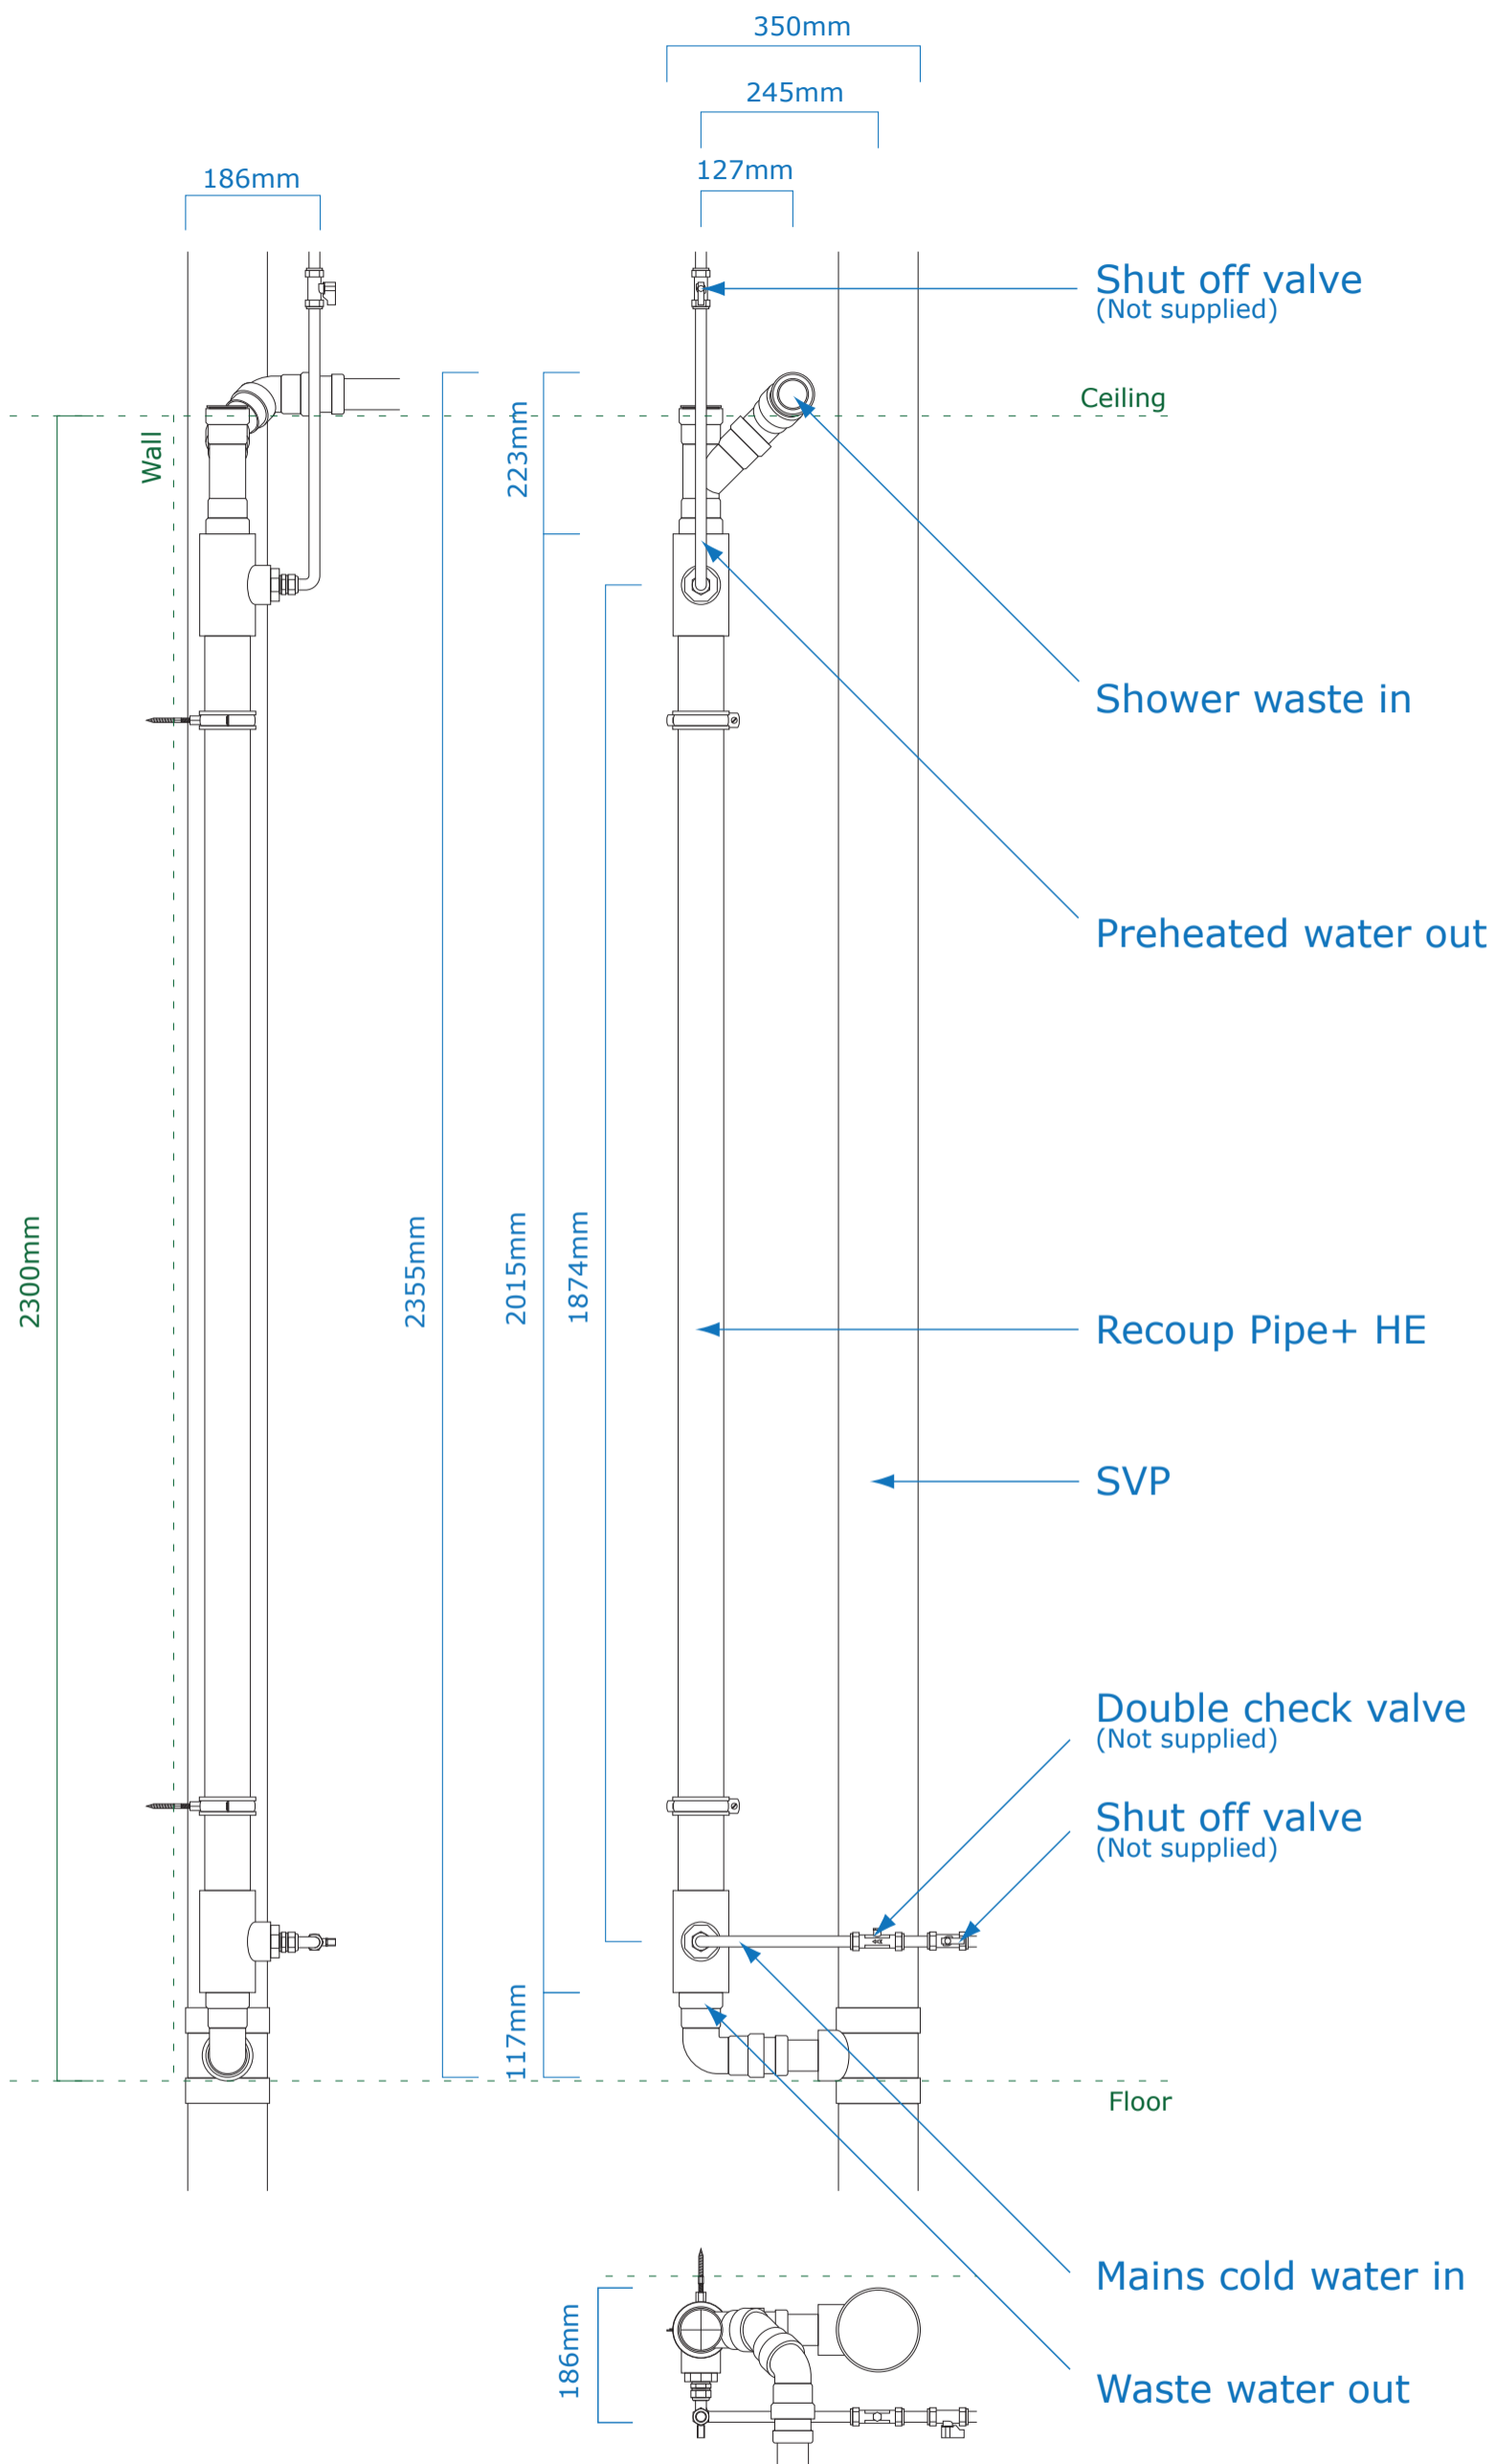 350mm
245mm
127mm
186mm
Shut off valve
(Not supplied)
Ceiling
Wall
223mm
Shower waste in
Preheated water out
2300mm
2355mm
2015mm
1874mm
Recoup Pipe+ HE
SVP
Double check valve
(Not supplied)
Shut off valve
(Not supplied)
117mm
Floor
Mains cold water in
186mm
Waste water out